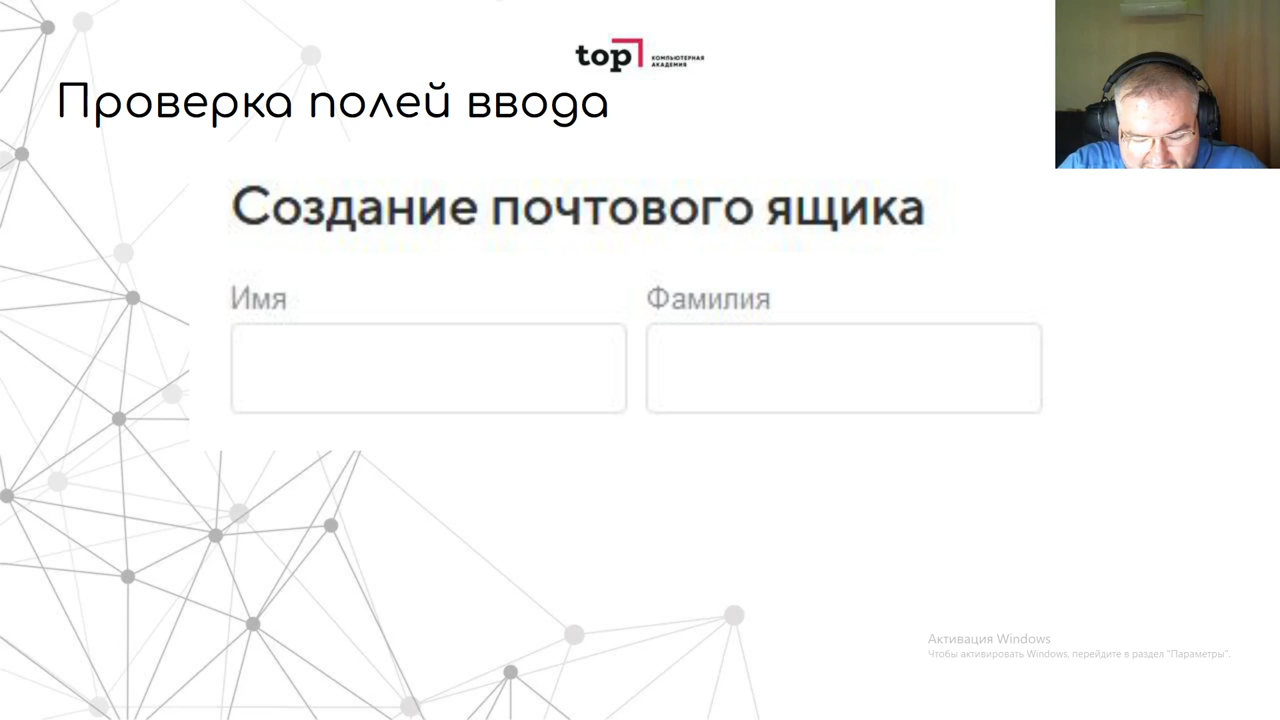 top КОМПЬЮТЕРНАЯ
АКАДЕМИЯ
Проверка полей ввода
Создание почтового ящика
Имя Фамилия
Активация Windows
Чтобы активировать Windows, перейдите в раздел "Параметры".